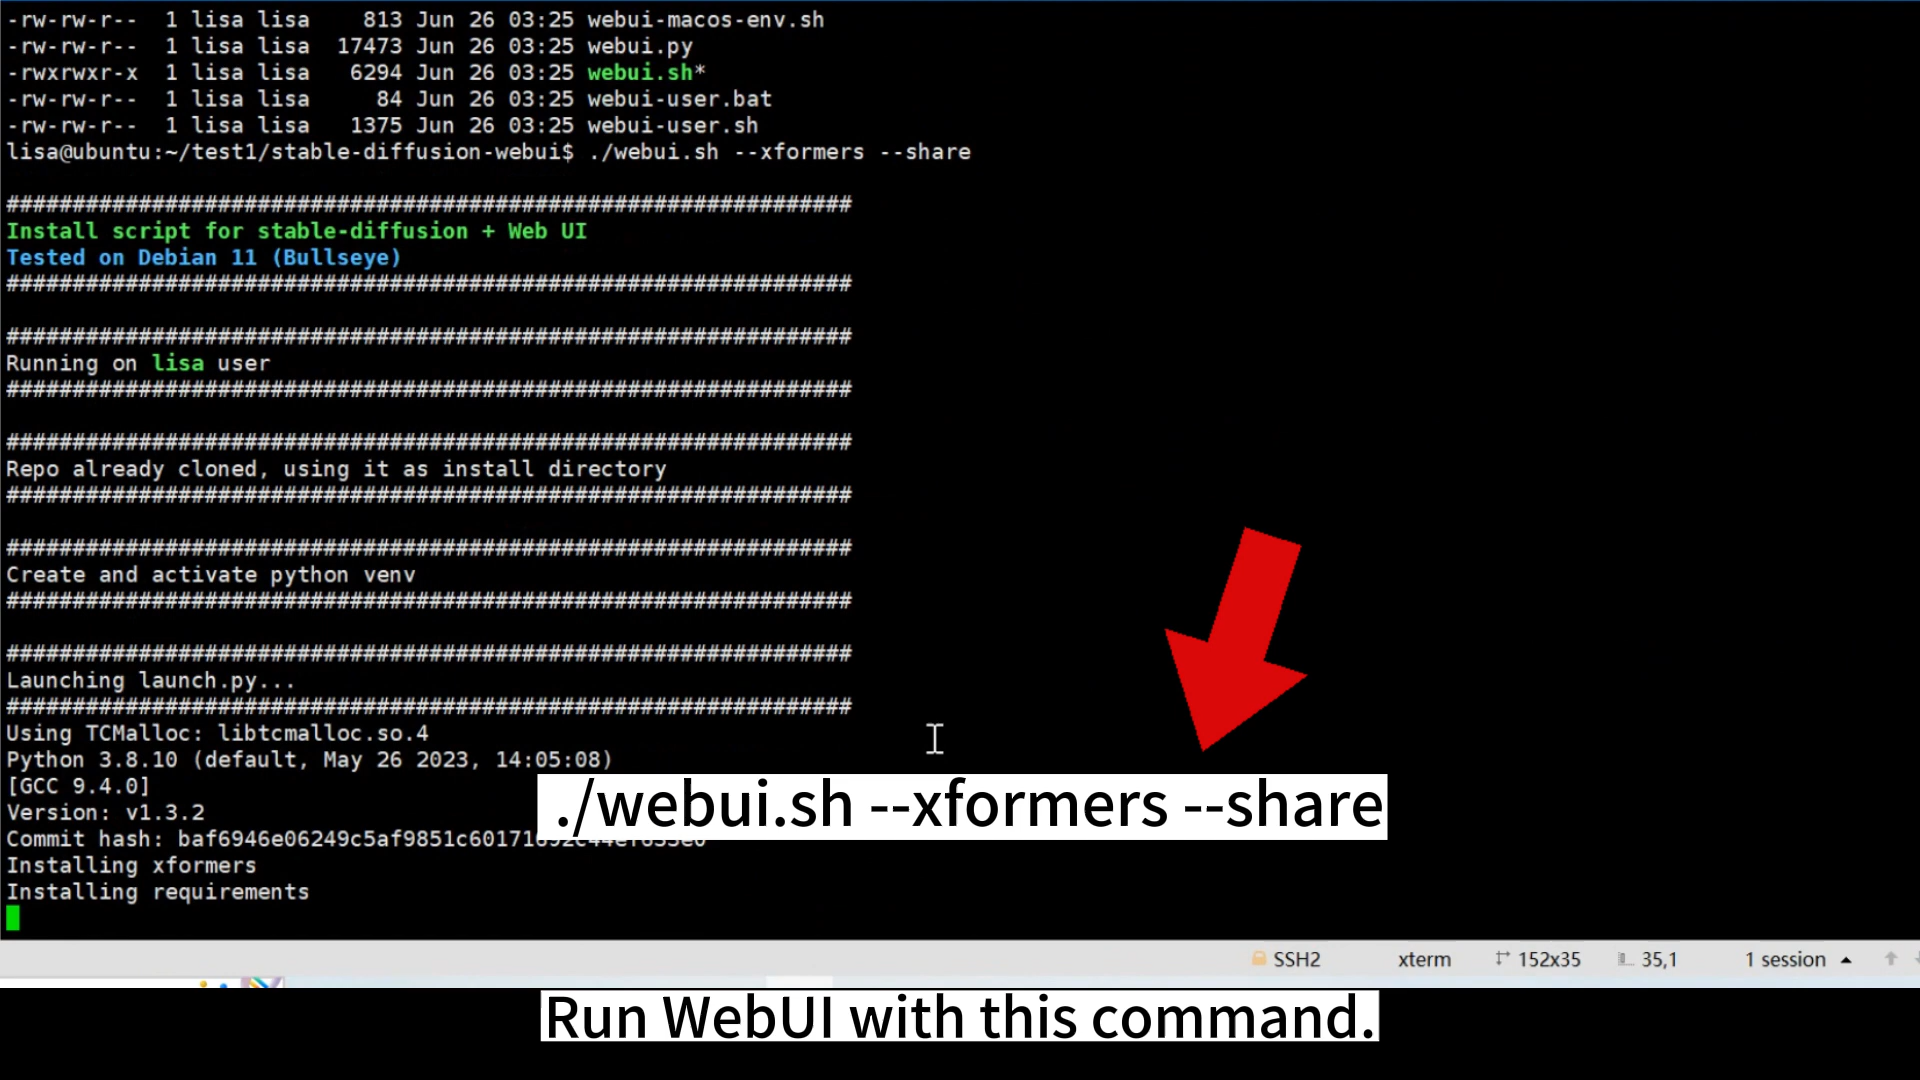 -rw-rw-r-- 1 lisa lisa 813 Jun 26 03:25 webui-macos-env.sh
-rw-rw-r-- 1 lisa lisa 17473 Jun 26 03:25 webui.py
-rwxrwxr-x 1 lisa lisa 6294 Jun 26 03:25 webui.sh*
-rw-rw-r-- 1 lisa lisa 84 Jun 26 03:25 webui-user.bat
-rw-rw-r-- 1 lisa lisa 1375 Jun 26 03:25 webui-user.sh
lisa@ubuntu:~/test1/stable-diffusion-webui$ ./webui.sh --xformers --share
################################################################
Install script for stable-diffusion + Web UI
Tested on Debian 11 (Bullseye)
################################################################
################################################################
Running on lisa user
################################################################
################################################################
Repo already cloned, using it as install directory
################################################################
################################################################
Create and activate python venv
################################################################
################################################################
Launching launch.py...
################################################################
Using TCMalloc: libtcmalloc.so.4
Python 3.8.10 (default, May 26 2023, 14:05:08)
[GCC 9.4.0]
Version: v1.3.2
./webui.sh --xformers --share
Commit hash:
Installing xformers
Installing requirements
SSH2 xterm 152x35 35,1 1 session
Run WebUI with this command.